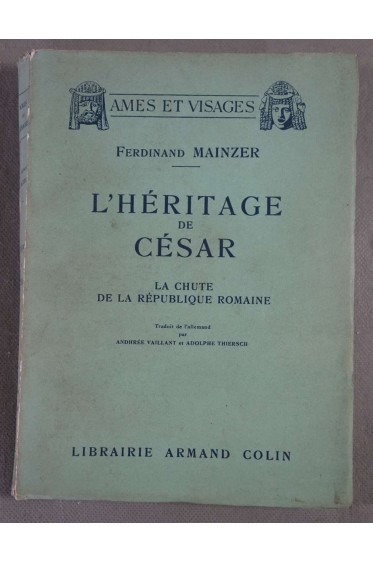 AMES ET VISAGES
FERDINAND MAINZER
L'HÉRITAGE
DE
CÉSAR
LA CHUTE
DE LA RÉPUBLIQUE ROMAINE
Traduit de l'allemand
par
ANDHRÉE VAILLANT et ADOLPHE THIERSCH
LIBRAIRIE ARMAND COLIN